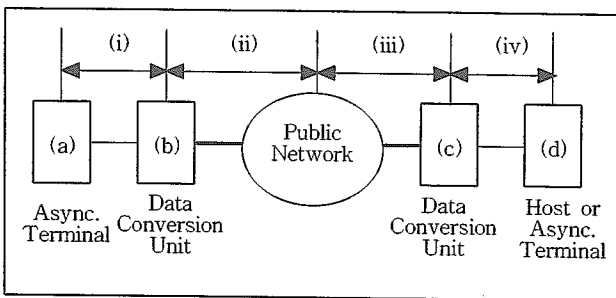 (i) (ii) (iii) (iv)
(a) (b) Public Network (c) (d)
Async. Terminal
Data Conversion Unit
Data Conversion Unit
Host or Async. Terminal